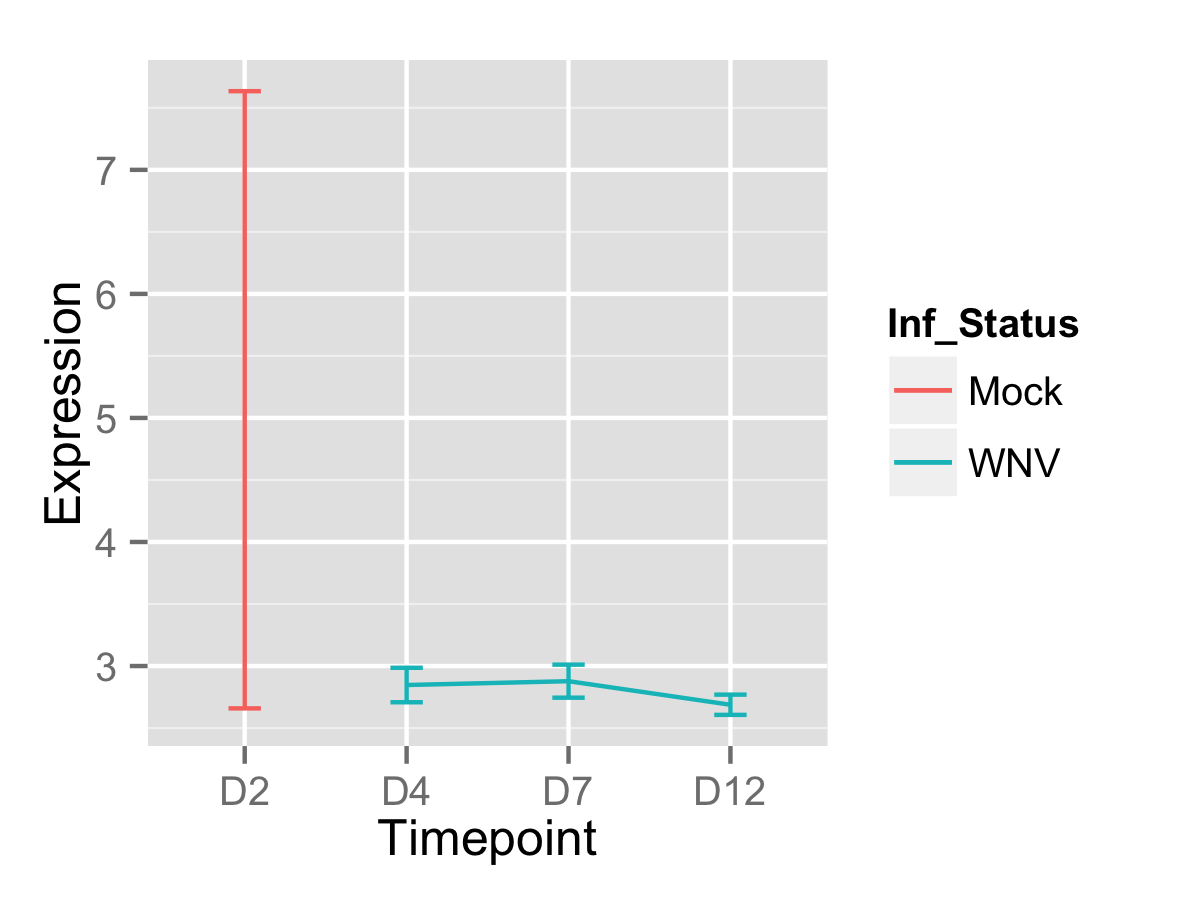 7
6
5
4
3
Expression
D2 D4 D7 D12
Timepoint
Inf_Status
Mock
WNV